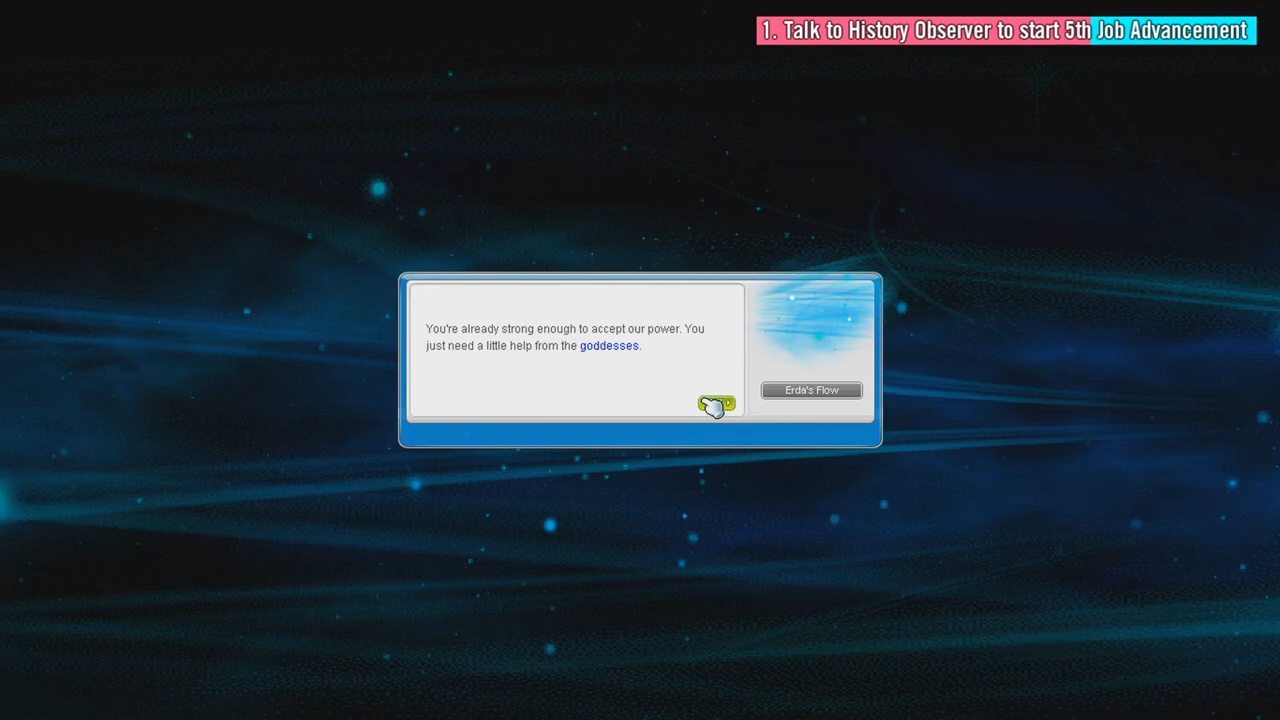 1. Talk to History Observer to start 5th Job Advancement
You're already strong enough to accept our power. You
just need a little help from the goddesses.
Erda's Flow